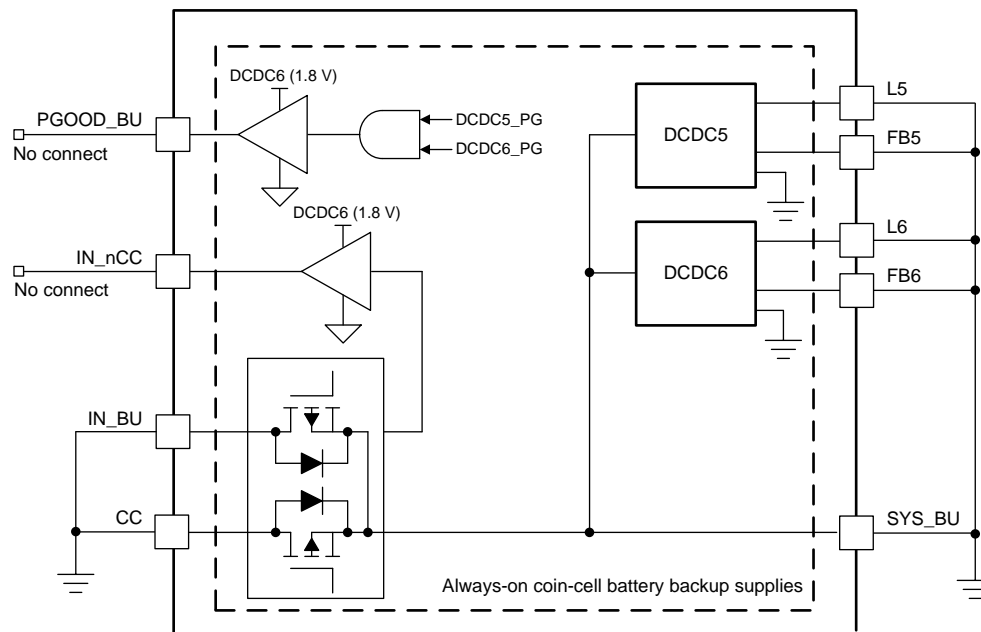 DCDC6 (1.8 V)
PGOOD_BU
No connect
DCDC5_PG
DCDC6_PG
DCDC5
L5
FB5
DCDC6 (1.8 V)
IN_nCC
No connect
DCDC6
L6
FB6
IN_BU
CC
SYS_BU
Always-on coin-cell battery backup supplies